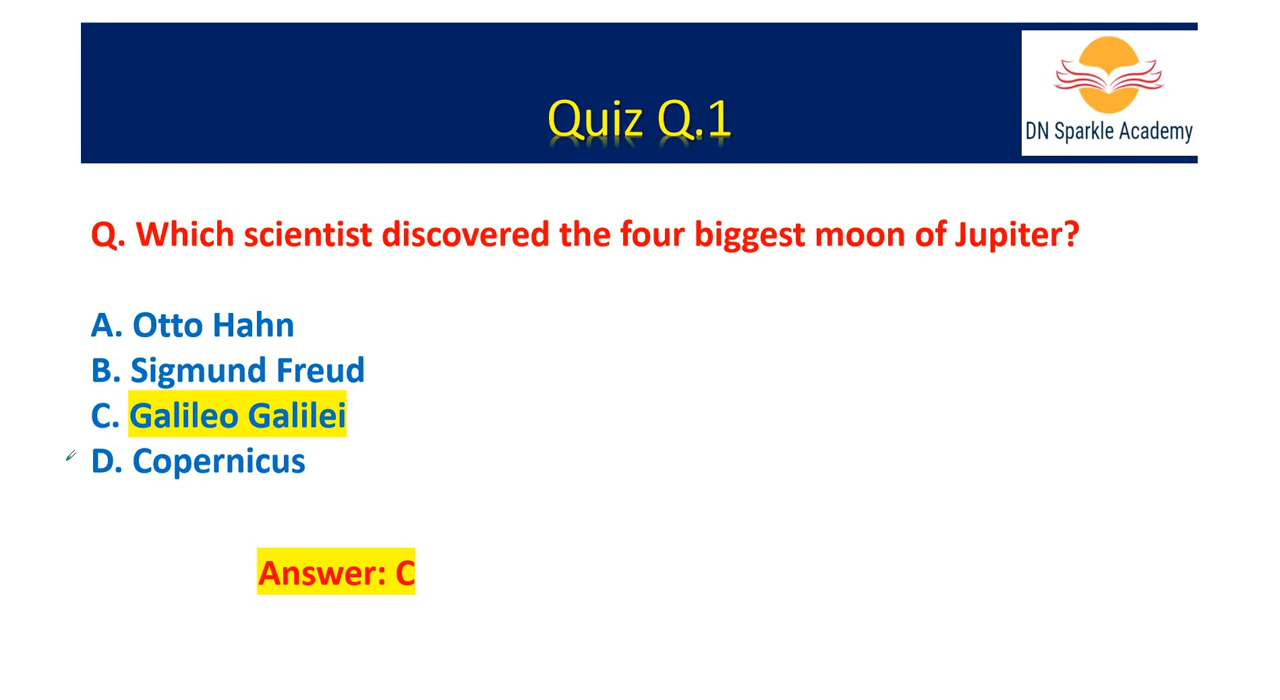 Quiz Q.1
DN Sparkle Academy
Q. Which scientist discovered the four biggest moon of Jupiter?
A. Otto Hahn
B. Sigmund Freud
C. Galileo Galilei
D. Copernicus
Answer: C